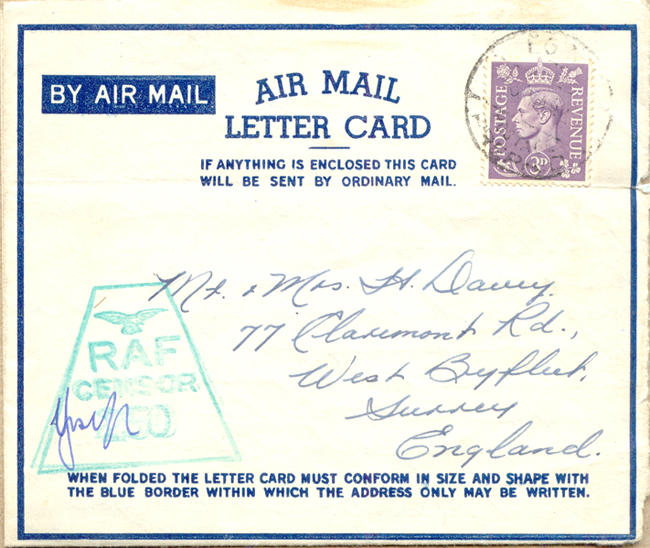 BY AIR MAIL
AIR MAIL
LETTER CARD
IF ANYTHING IS ENCLOSED THIS CARD
WILL BE SENT BY ORDINARY MAIL.
POSTAGE
REVENUE
3D
Mr. & Mrs. H. Davey.
77 Claremont Rd.,
West Byfleet,
Surrey
England.
RAF
CENSOR
WHEN FOLDED THE LETTER CARD MUST CONFORM IN SIZE AND SHAPE WITH
THE BLUE BORDER WITHIN WHICH THE ADDRESS ONLY MAY BE WRITTEN.